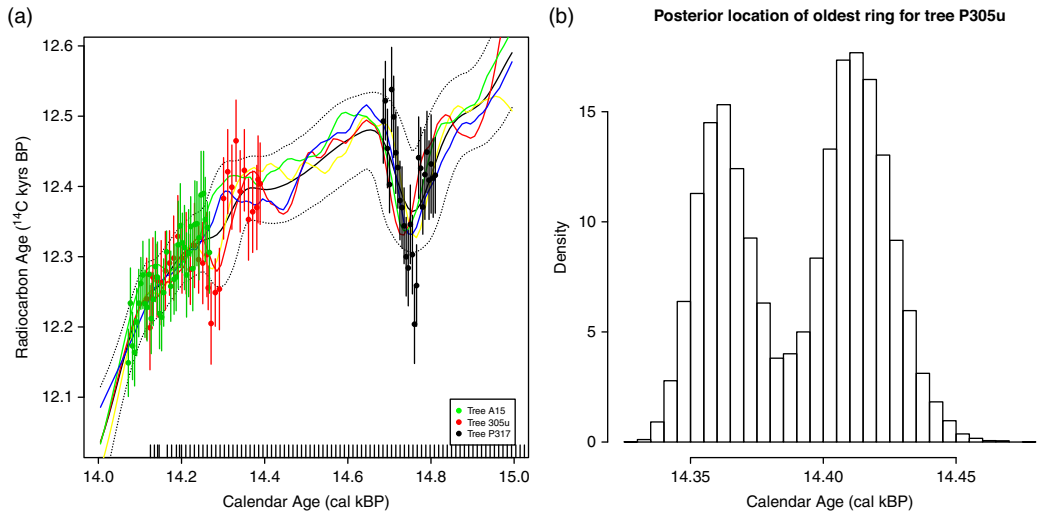 (a)
12.6
12.5
12.4
12.3
12.2
12.1
Radiocarbon Age (¹⁴C kyrs BP)
Tree A15
Tree 305u
Tree P317
14.0 14.2 14.4 14.6 14.8 15.0
Calendar Age (cal kBP)
(b)
Posterior location of oldest ring for tree P305u
15
10
5
0
Density
14.35 14.40 14.45
Calendar Age (cal kBP)